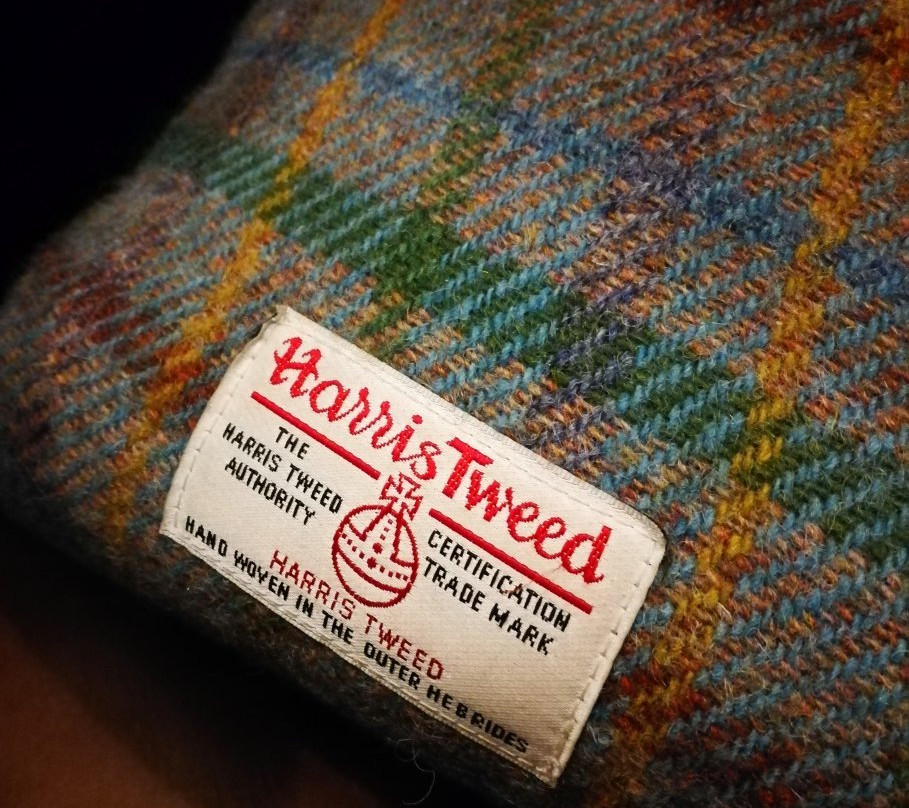 Harris Tweed
THE
HARRIS TWEED
AUTHORITY
CERTIFICATION
TRADE MARK
HARRIS TWEED
HAND WOVEN IN THE OUTER HEBRIDES